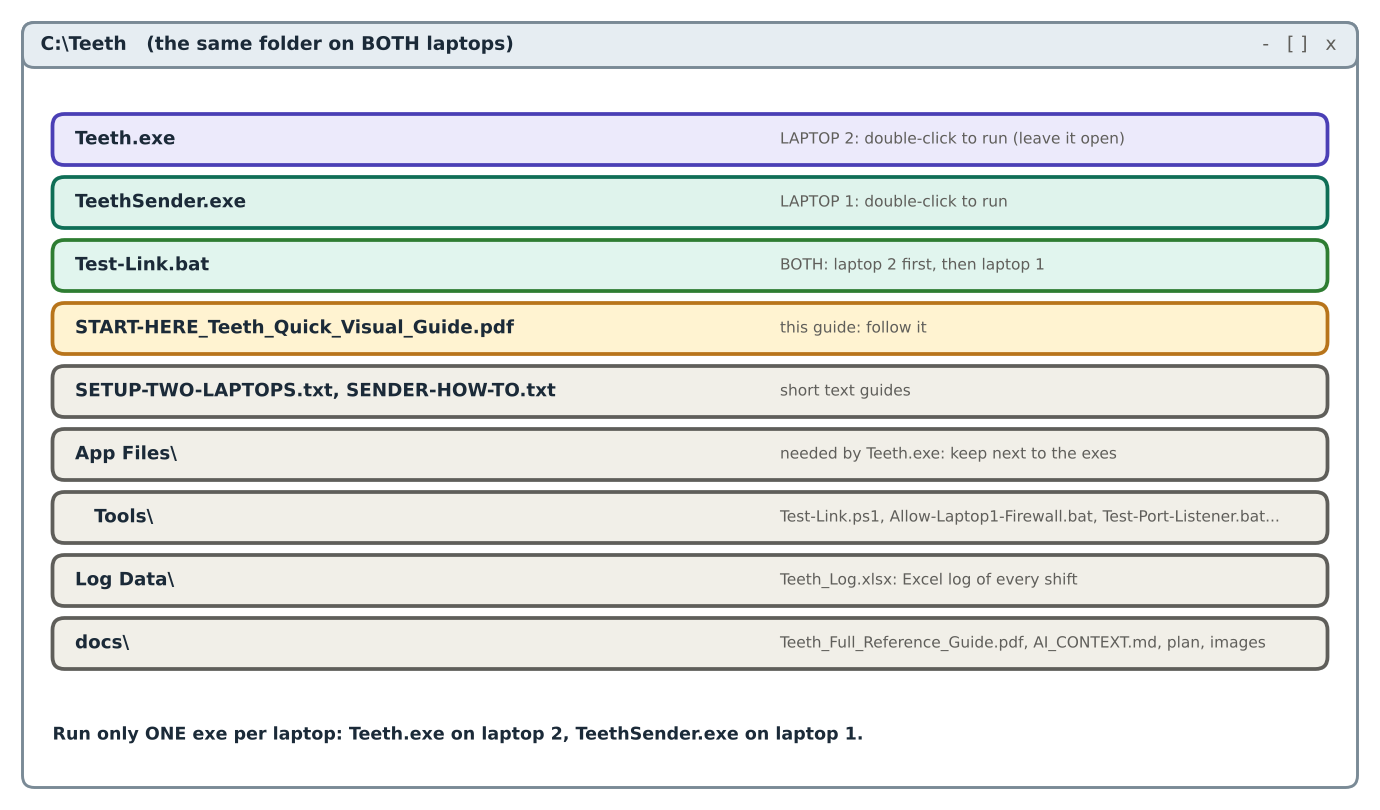 C:\Teeth (the same folder on BOTH laptops) - [ ] x
Teeth.exe LAPTOP 2: double-click to run (leave it open)
TeethSender.exe LAPTOP 1: double-click to run
Test-Link.bat BOTH: laptop 2 first, then laptop 1
START-HERE_Teeth_Quick_Visual_Guide.pdf this guide: follow it
SETUP-TWO-LAPTOPS.txt, SENDER-HOW-TO.txt short text guides
App Files\ needed by Teeth.exe: keep next to the exes
Tools\ Test-Link.ps1, Allow-Laptop1-Firewall.bat, Test-Port-Listener.bat...
Log Data\ Teeth_Log.xlsx: Excel log of every shift
docs\ Teeth_Full_Reference_Guide.pdf, AI_CONTEXT.md, plan, images
Run only ONE exe per laptop: Teeth.exe on laptop 2, TeethSender.exe on laptop 1.